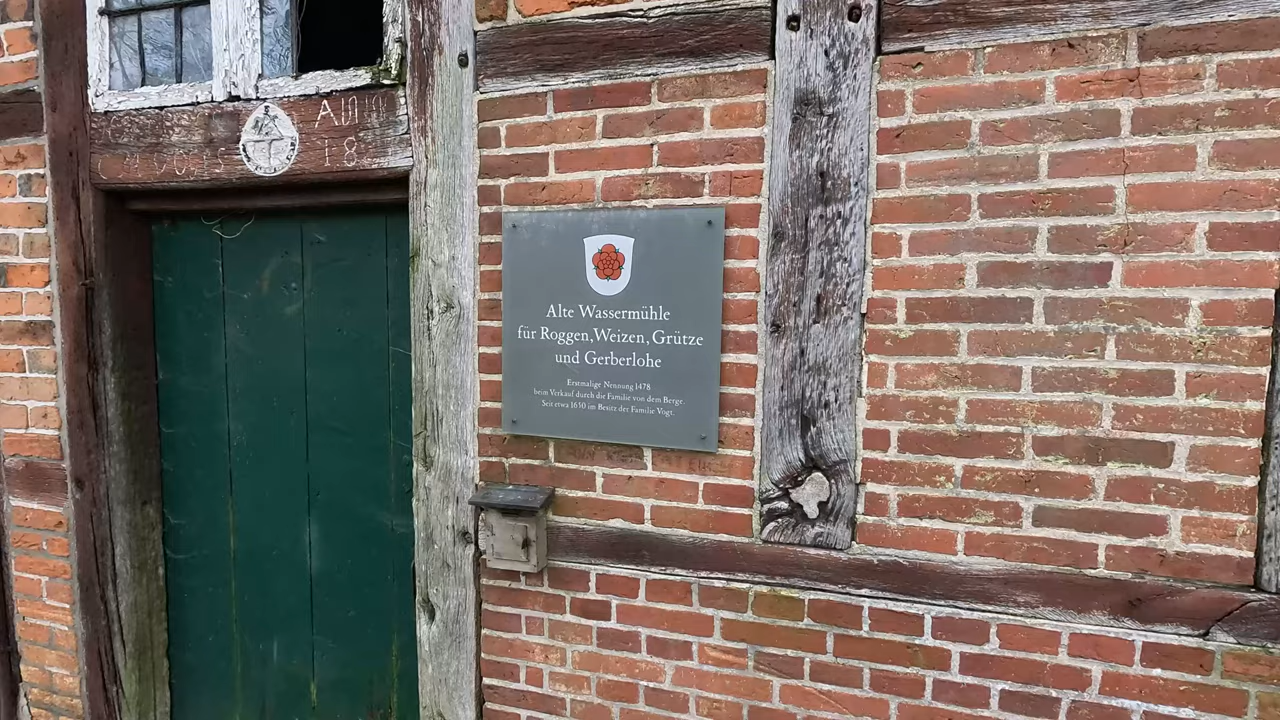 ADIW
18
Alte Wassermühle
für Roggen, Weizen, Grütze
und Gerberlohe
Erstmalige Nennung 1478
beim Verkauf durch die Familie von dem Berge.
Seit etwa 1650 im Besitz der Familie Vogt.